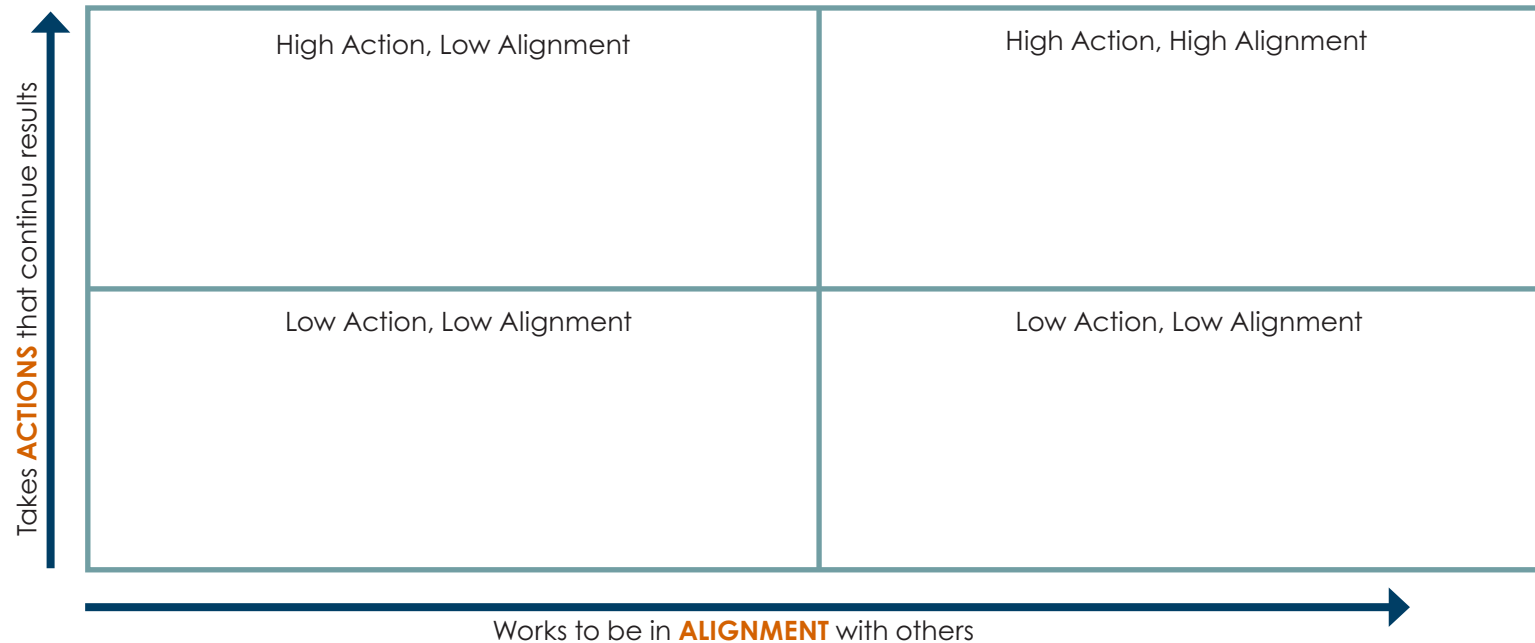 High Action, Low Alignment
High Action, High Alignment
Takes ACTIONS that continue results
Low Action, Low Alignment
Low Action, Low Alignment
Works to be in ALIGNMENT with others